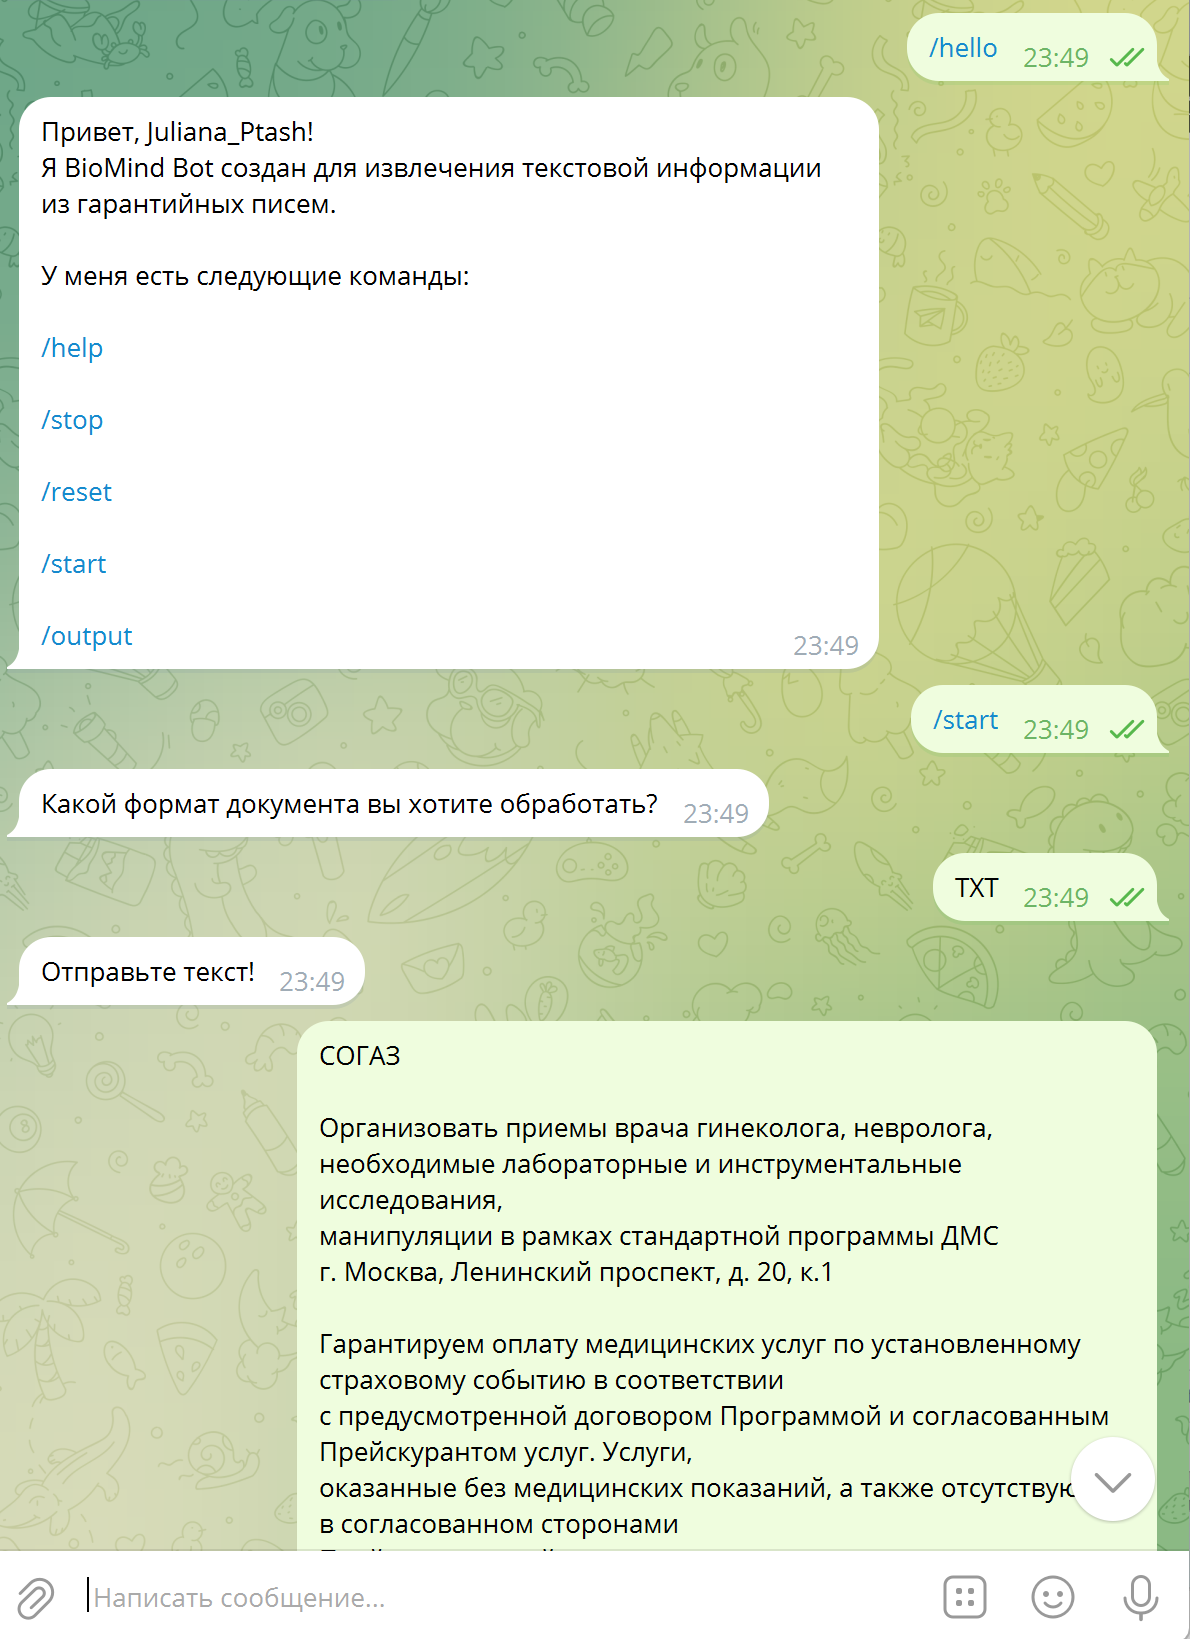 /hello 23:49
Привет, Juliana_Ptash!
Я BioMind Bot создан для извлечения текстовой информации
из гарантийных писем.
У меня есть следующие команды:
/help
/stop
/reset
/start
/output
23:49
/start 23:49
Какой формат документа вы хотите обработать? 23:49
TXT 23:49
Отправьте текст! 23:49
СОГАЗ
Организовать приемы врача гинеколога, невролога,
необходимые лабораторные и инструментальные
исследования,
манипуляции в рамках стандартной программы ДМС
г. Москва, Ленинский проспект, д. 20, к.1
Гарантируем оплату медицинских услуг по установленному
страховому событию в соответствии
с предусмотренной договором Программой и согласованным
Прейскурантом услуг. Услуги,
оказанные без медицинских показаний, а также
в согласованном сторонами
Написать сообщение...